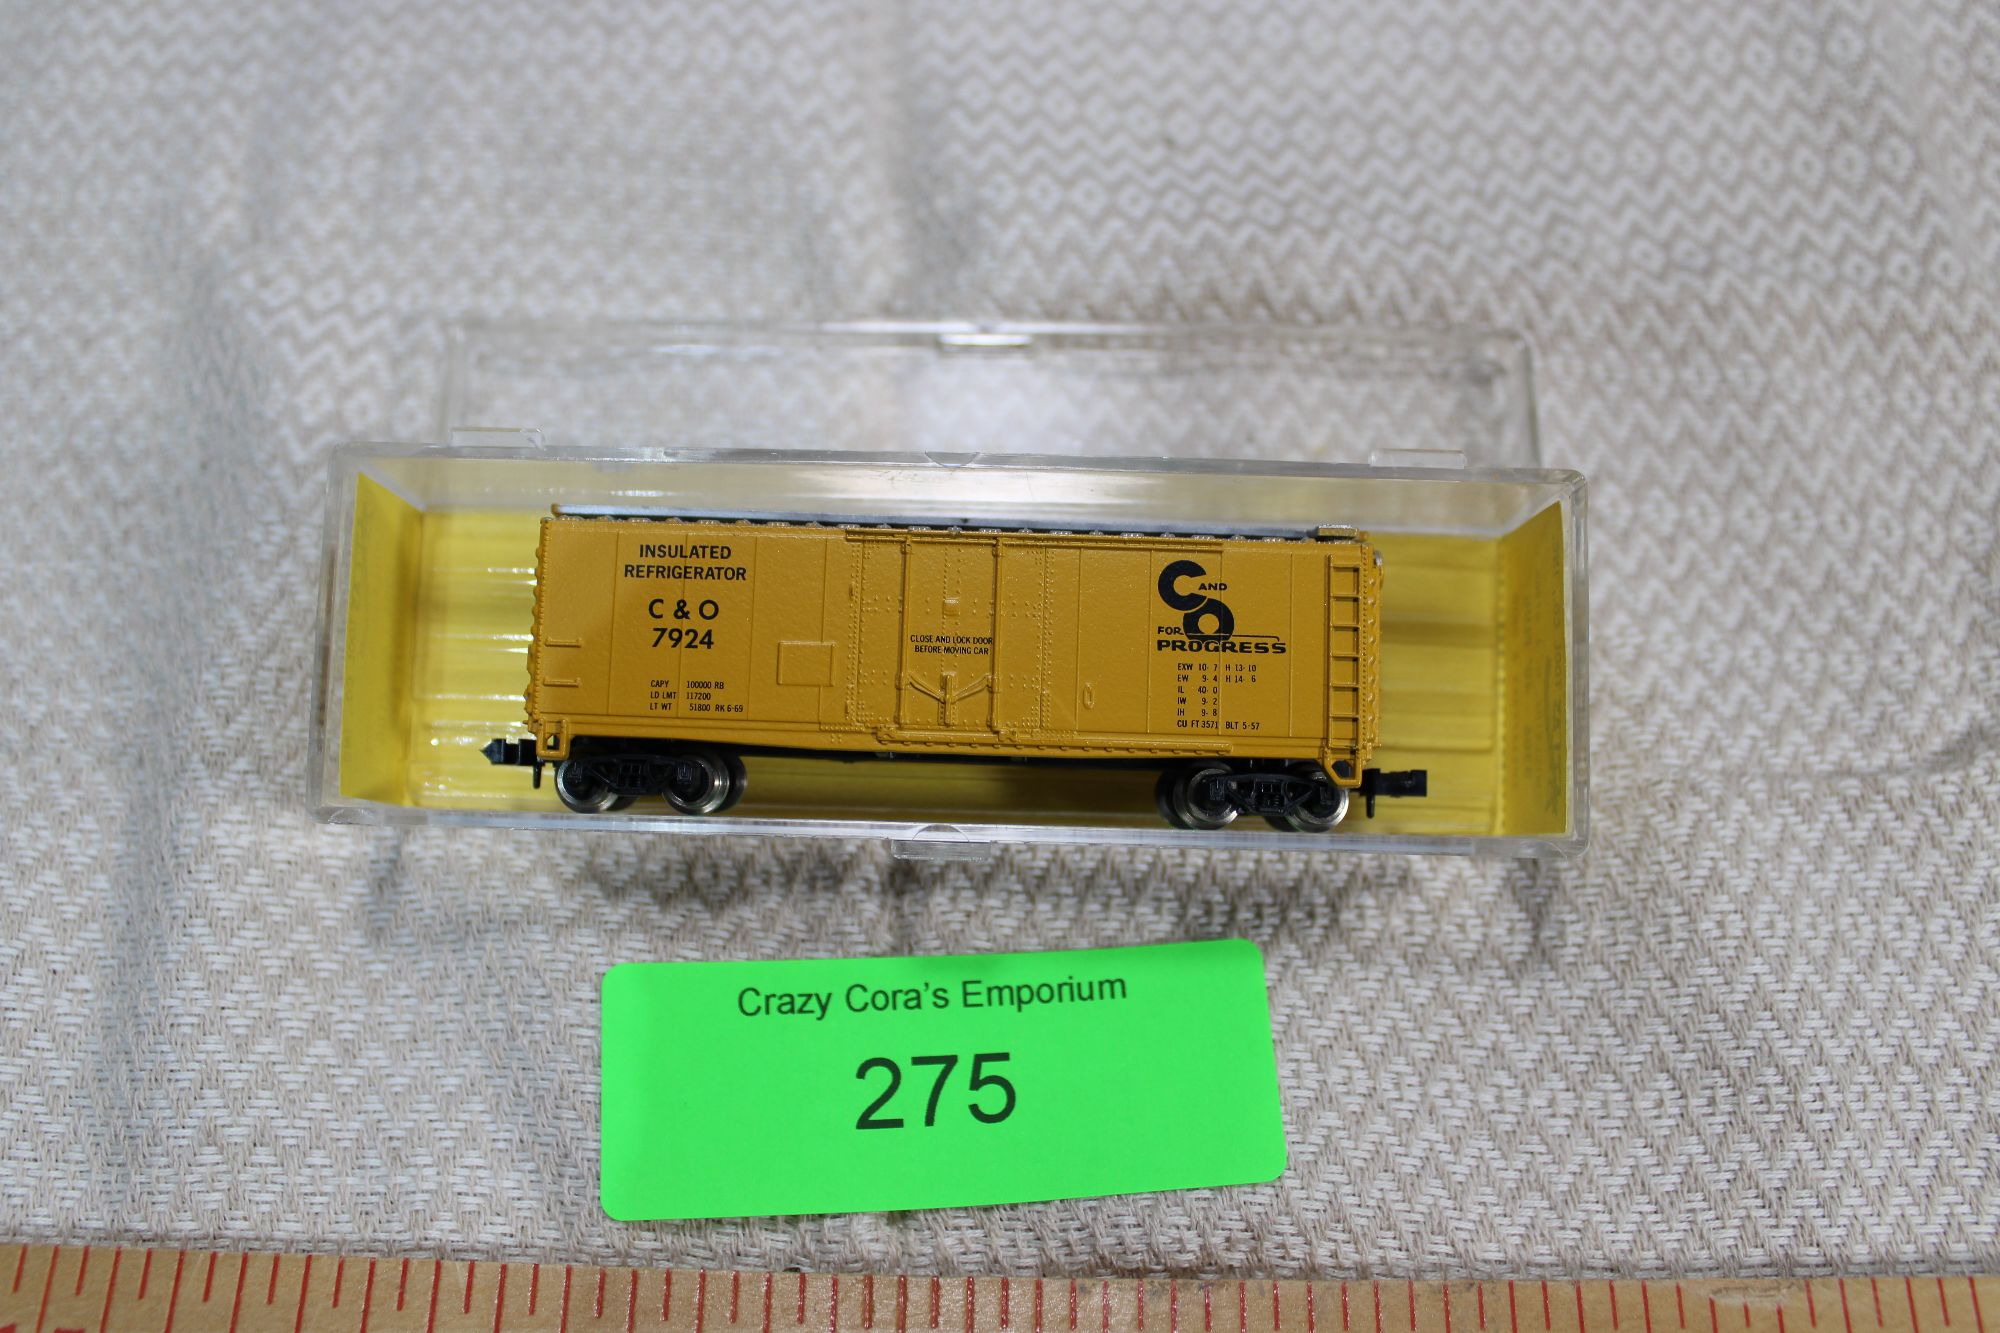 INSULATED
REFRIGERATOR
C & O
7924
CAPY 100000 RB
LD LMT 117200
LT WT 51800 RK 6-69
CLOSE AND LOCK DOOR
BEFORE MOVING CAR
C AND
O
FOR
PROGRESS
EXW 10-7 H 13-10
EW 9-4 H 14-6
IL 40-0
IW 9-2
IH 9-8
CU FT 3571 BLT 5-57
Crazy Cora's Emporium
275